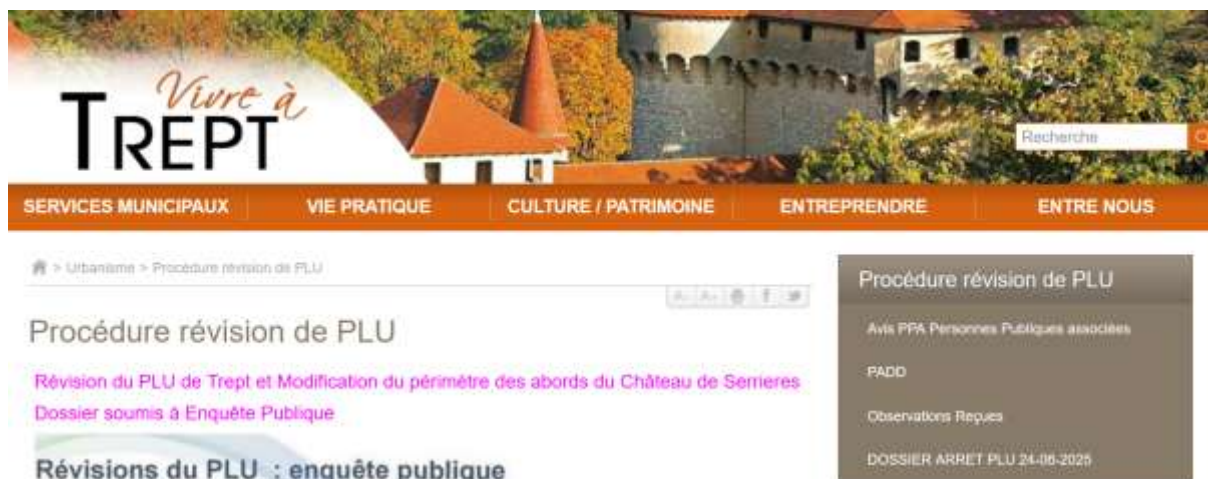 Vivre à
TREPT
Recherche
SERVICES MUNICIPAUX VIE PRATIQUE CULTURE / PATRIMOINE ENTREPRENDRE ENTRE NOUS
> Urbanisme > Procédure révision de PLU
A- A+
Procédure révision de PLU
Révision du PLU de Trept et Modification du périmètre des abords du Château de Serrieres
Dossier soumis à Enquête Publique
Révisions du PLU : enquête publique
Procédure révision de PLU
Avis PPA Personnes Publiques associées
PADD
Observations Reçues
DOSSIER ARRET PLU 24-06-2025